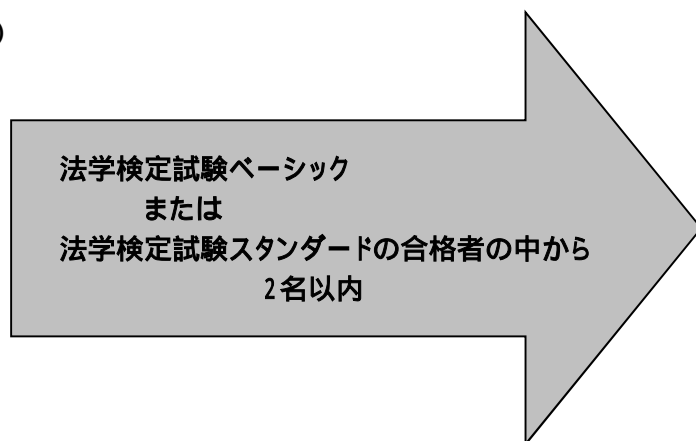 )
法学検定試験ベーシック
または
法学検定試験スタンダードの合格者の中から
2名以内